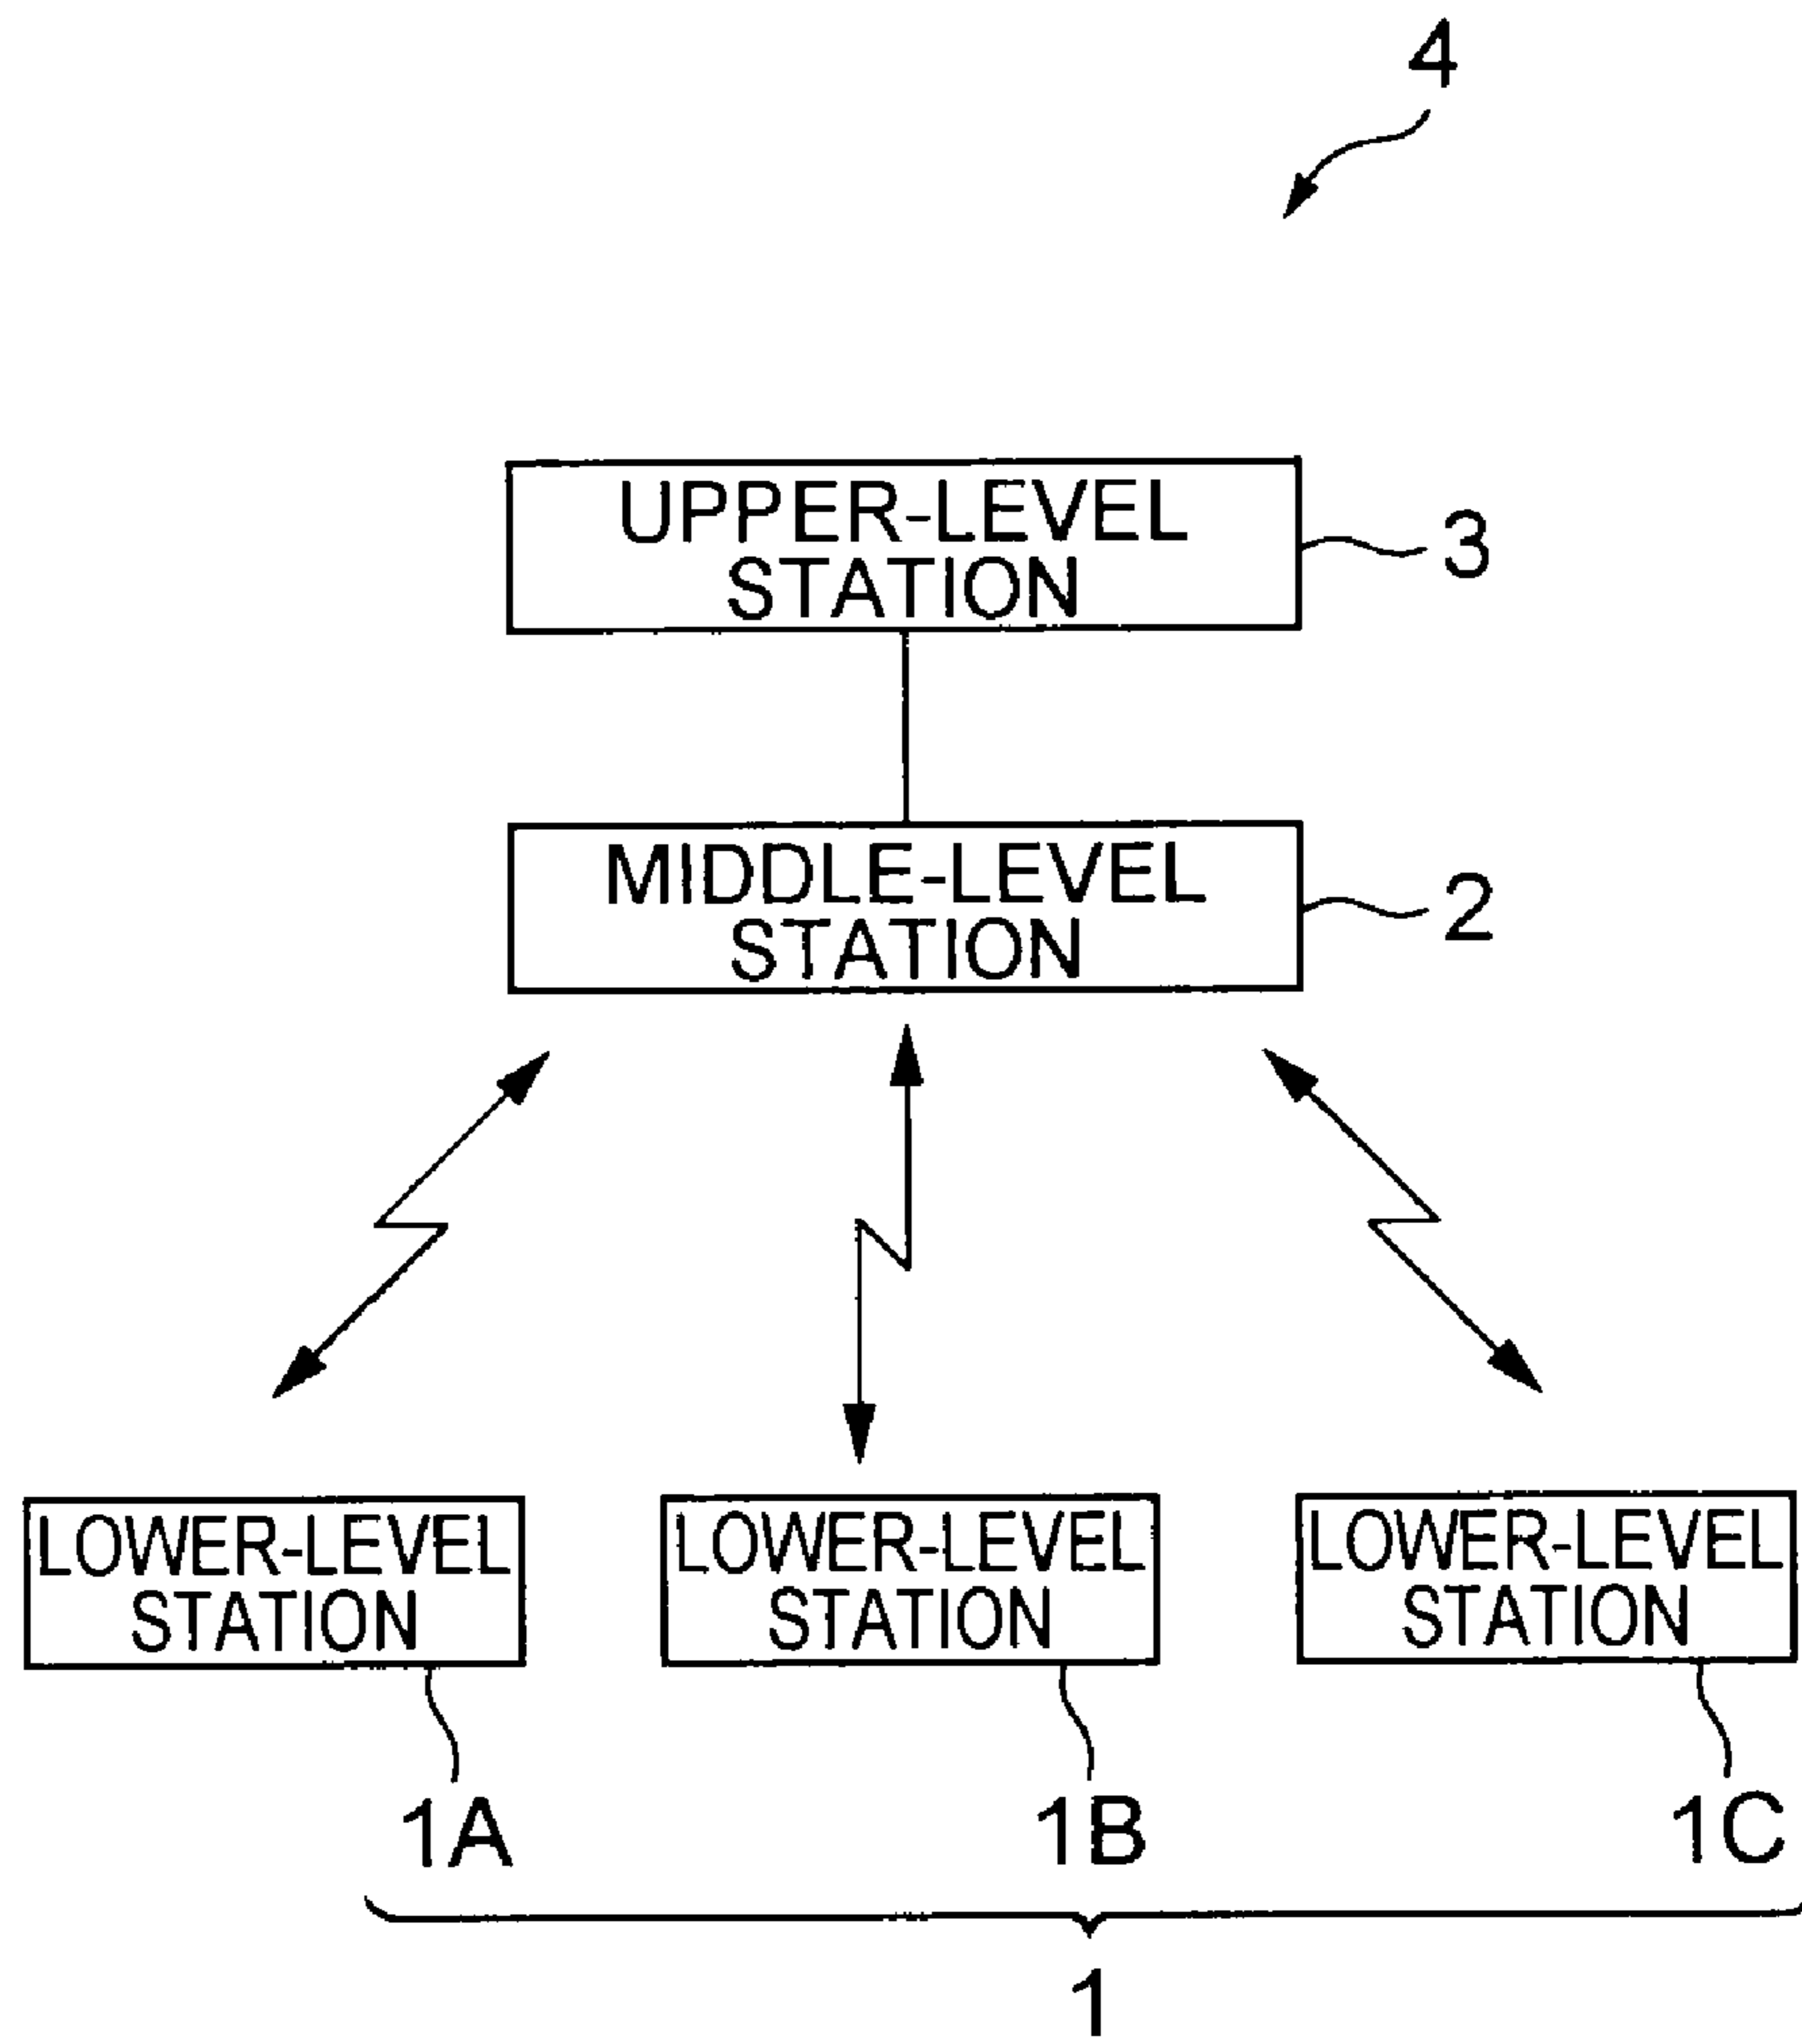 4
UPPER-LEVEL
STATION
3
MIDDLE-LEVEL
STATION
2
LOWER-LEVEL
STATION
LOWER-LEVEL
STATION
LOWER-LEVEL
STATION
1A
1B
1C
1